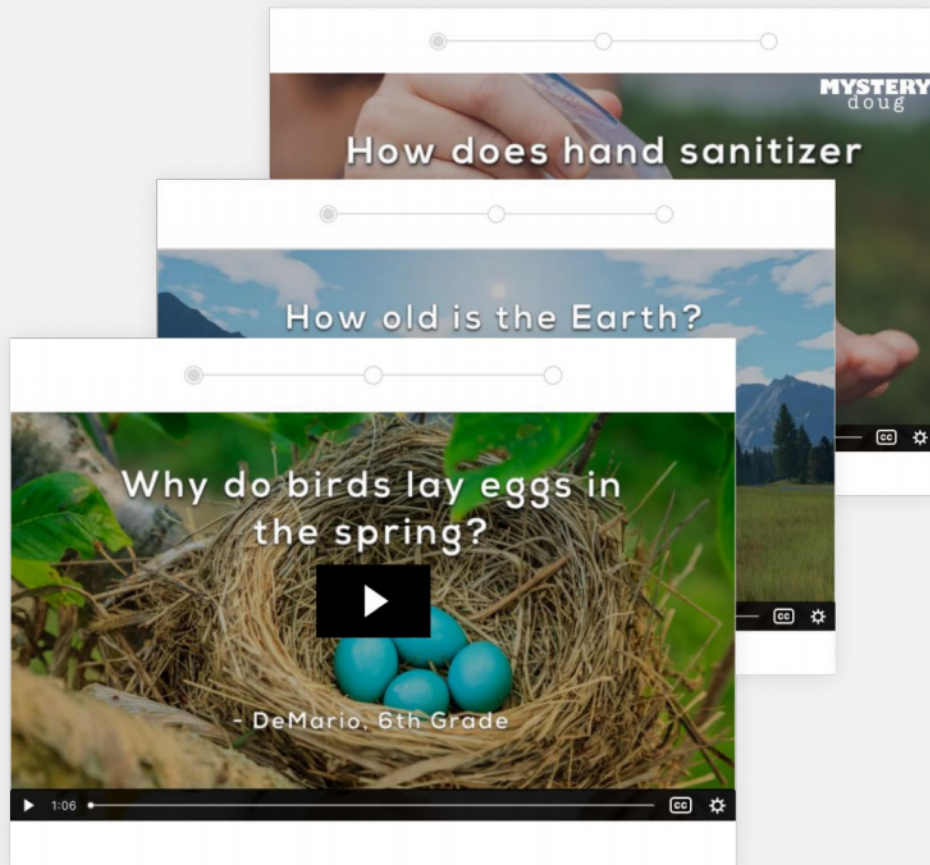 MYSTERY
doug
How does hand sanitizer
CC
How old is the Earth?
CC
Why do birds lay eggs in
the spring?
- DeMario, 6th Grade
1:06
CC